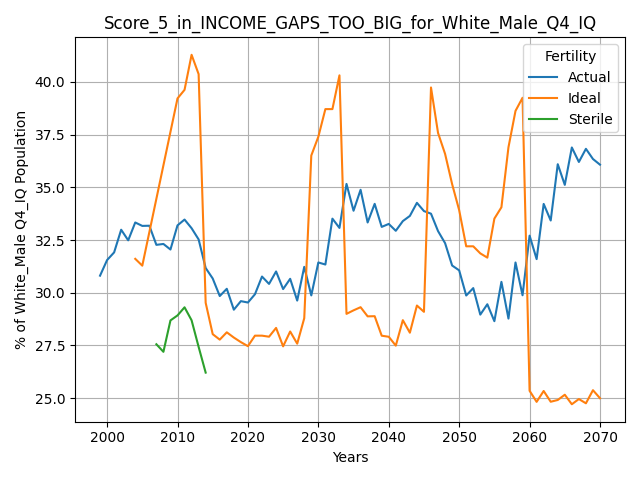 Score_5_in_INCOME_GAPS_TOO_BIG_for_White_Male_Q4_IQ
Fertility
Actual
Ideal
Sterile
% of White_Male Q4_IQ Population
40.0
37.5
35.0
32.5
30.0
27.5
25.0
2000 2010 2020 2030 2040 2050 2060 2070
Years